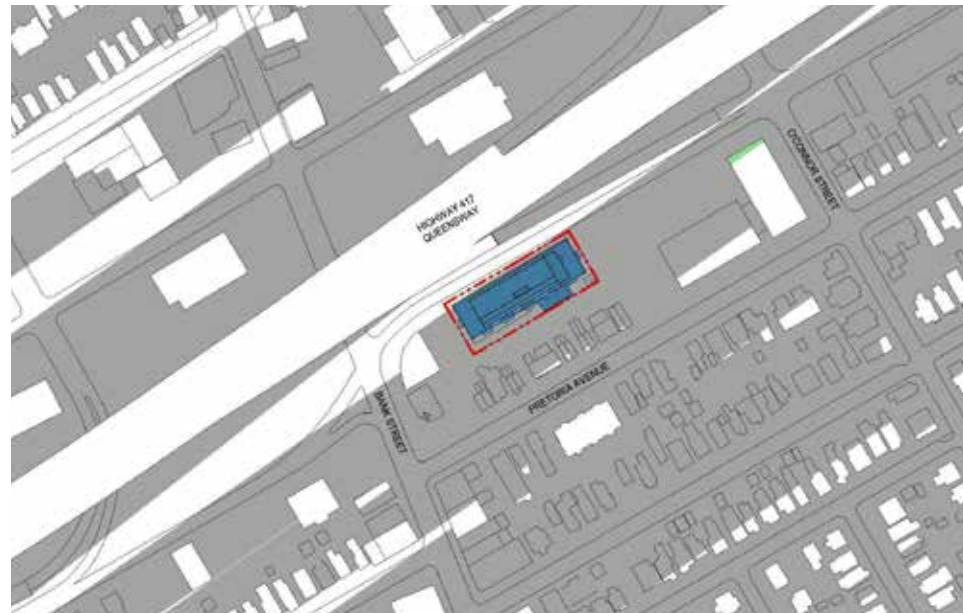 HIGHWAY 417
QUEENSWAY
O'CONNOR STREET
BANK STREET
PRETORIA AVENUE